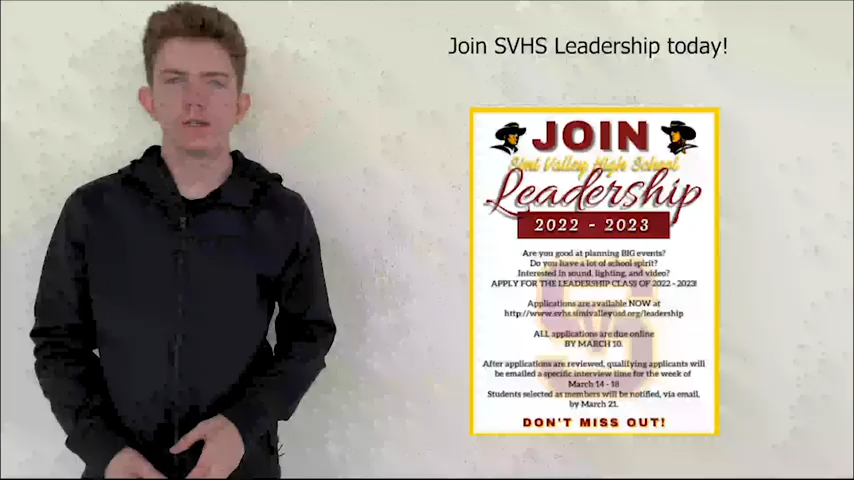 Join SVHS Leadership today!
JOIN
Simi Valley High School
Leadership
2022 - 2023
Are you good at planning BIG events?
Do you have a lot of school spirit?
Interested in sound, lighting, and video?
APPLY FOR THE LEADERSHIP CLASS OF 2022 - 2023!
Applications are available NOW at
http://www.svhs.simivalleyusd.org/leadership
ALL applications are due online
BY MARCH 10.
After applications are reviewed, qualifying applicants will
be emailed a specific interview time for the week of
March 14 - 18
Students selected as members will be notified, via email,
by March 21.
DON'T MISS OUT!